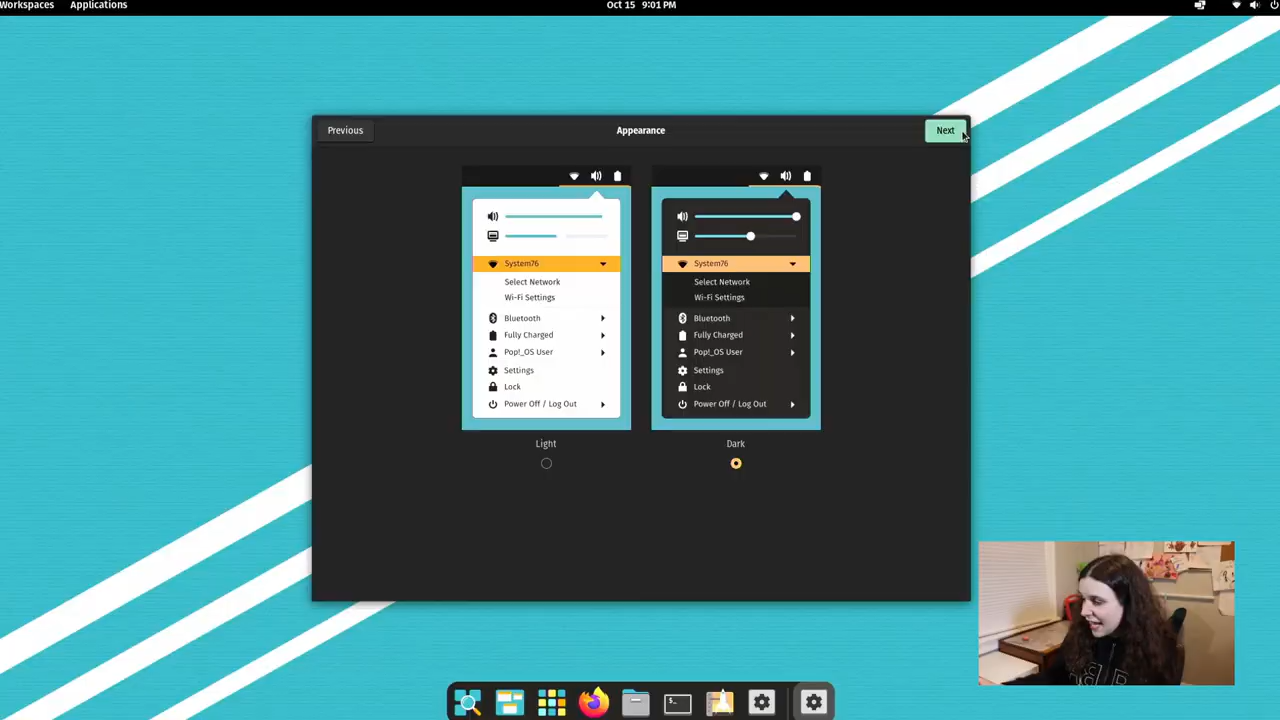 Workspaces Applications Oct 15 9:01 PM
Previous Appearance Next
System76
Select Network
Wi-Fi Settings
Bluetooth
Fully Charged
Pop!_OS User
Settings
Lock
Power Off / Log Out
Light
System76
Select Network
Wi-Fi Settings
Bluetooth
Fully Charged
Pop!_OS User
Settings
Lock
Power Off / Log Out
Dark